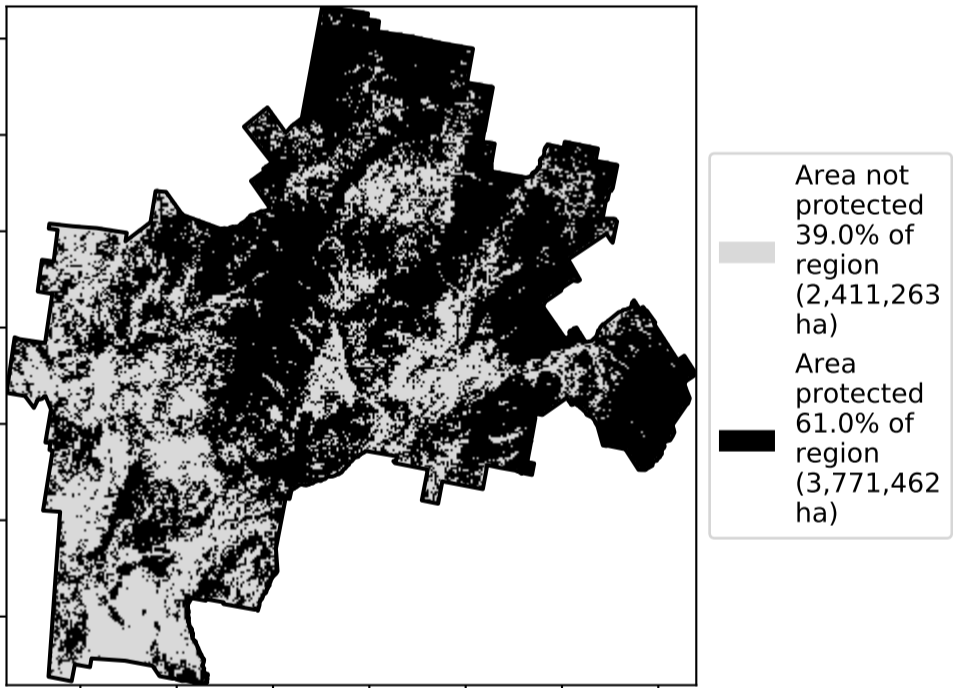 Area not
protected
39.0% of
region
(2,411,263
ha)
Area
protected
61.0% of
region
(3,771,462
ha)